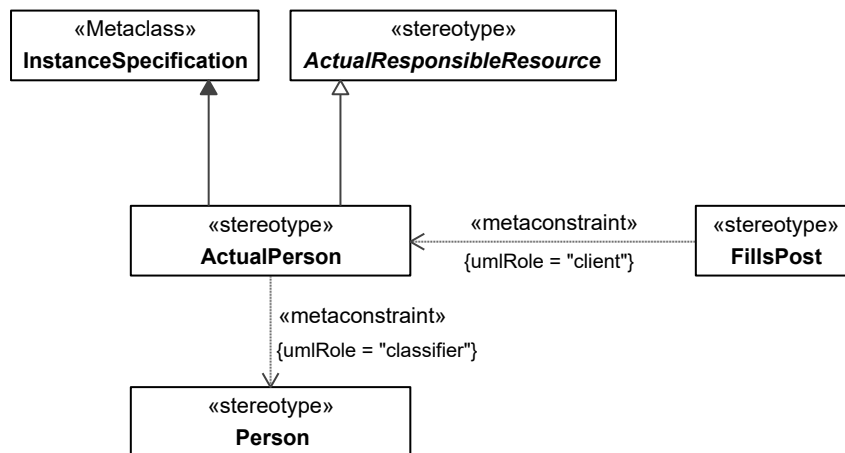 «Metaclass»
InstanceSpecification
«stereotype»
ActualResponsibleResource
«stereotype»
ActualPerson
«metaconstraint»
{umlRole = "client"}
«stereotype»
FillsPost
«metaconstraint»
{umlRole = "classifier"}
«stereotype»
Person